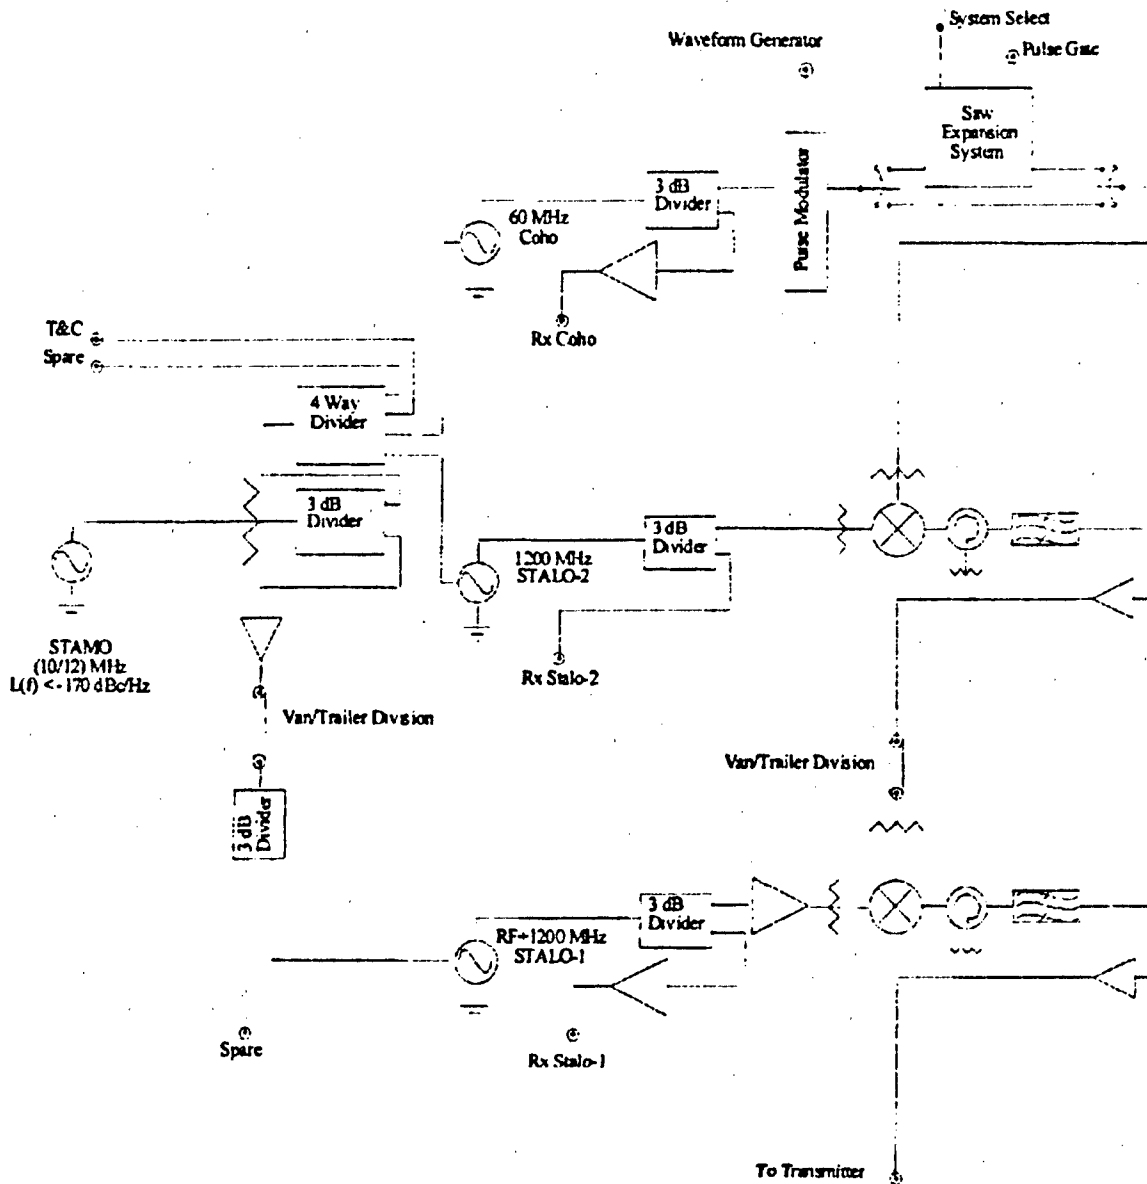 System Select
Waveform Generator
Pulse Gate
Saw
Expansion
System
3 dB
Divider
Pulse Modulator
60 MHz
Coho
Rx Coho
T&C
Spare
4 Way
Divider
3 dB
Divider
3 dB
Divider
1200 MHz
STALO-2
STAMO
(10/12) MHz
L(f) <-170 dBc/Hz
Rx Stalo-2
Van/Trailer Division
Van/Trailer Division
3 dB
Divider
3 dB
Divider
RF+1200 MHz
STALO-1
Spare
Rx Stalo-1
To Transmitter